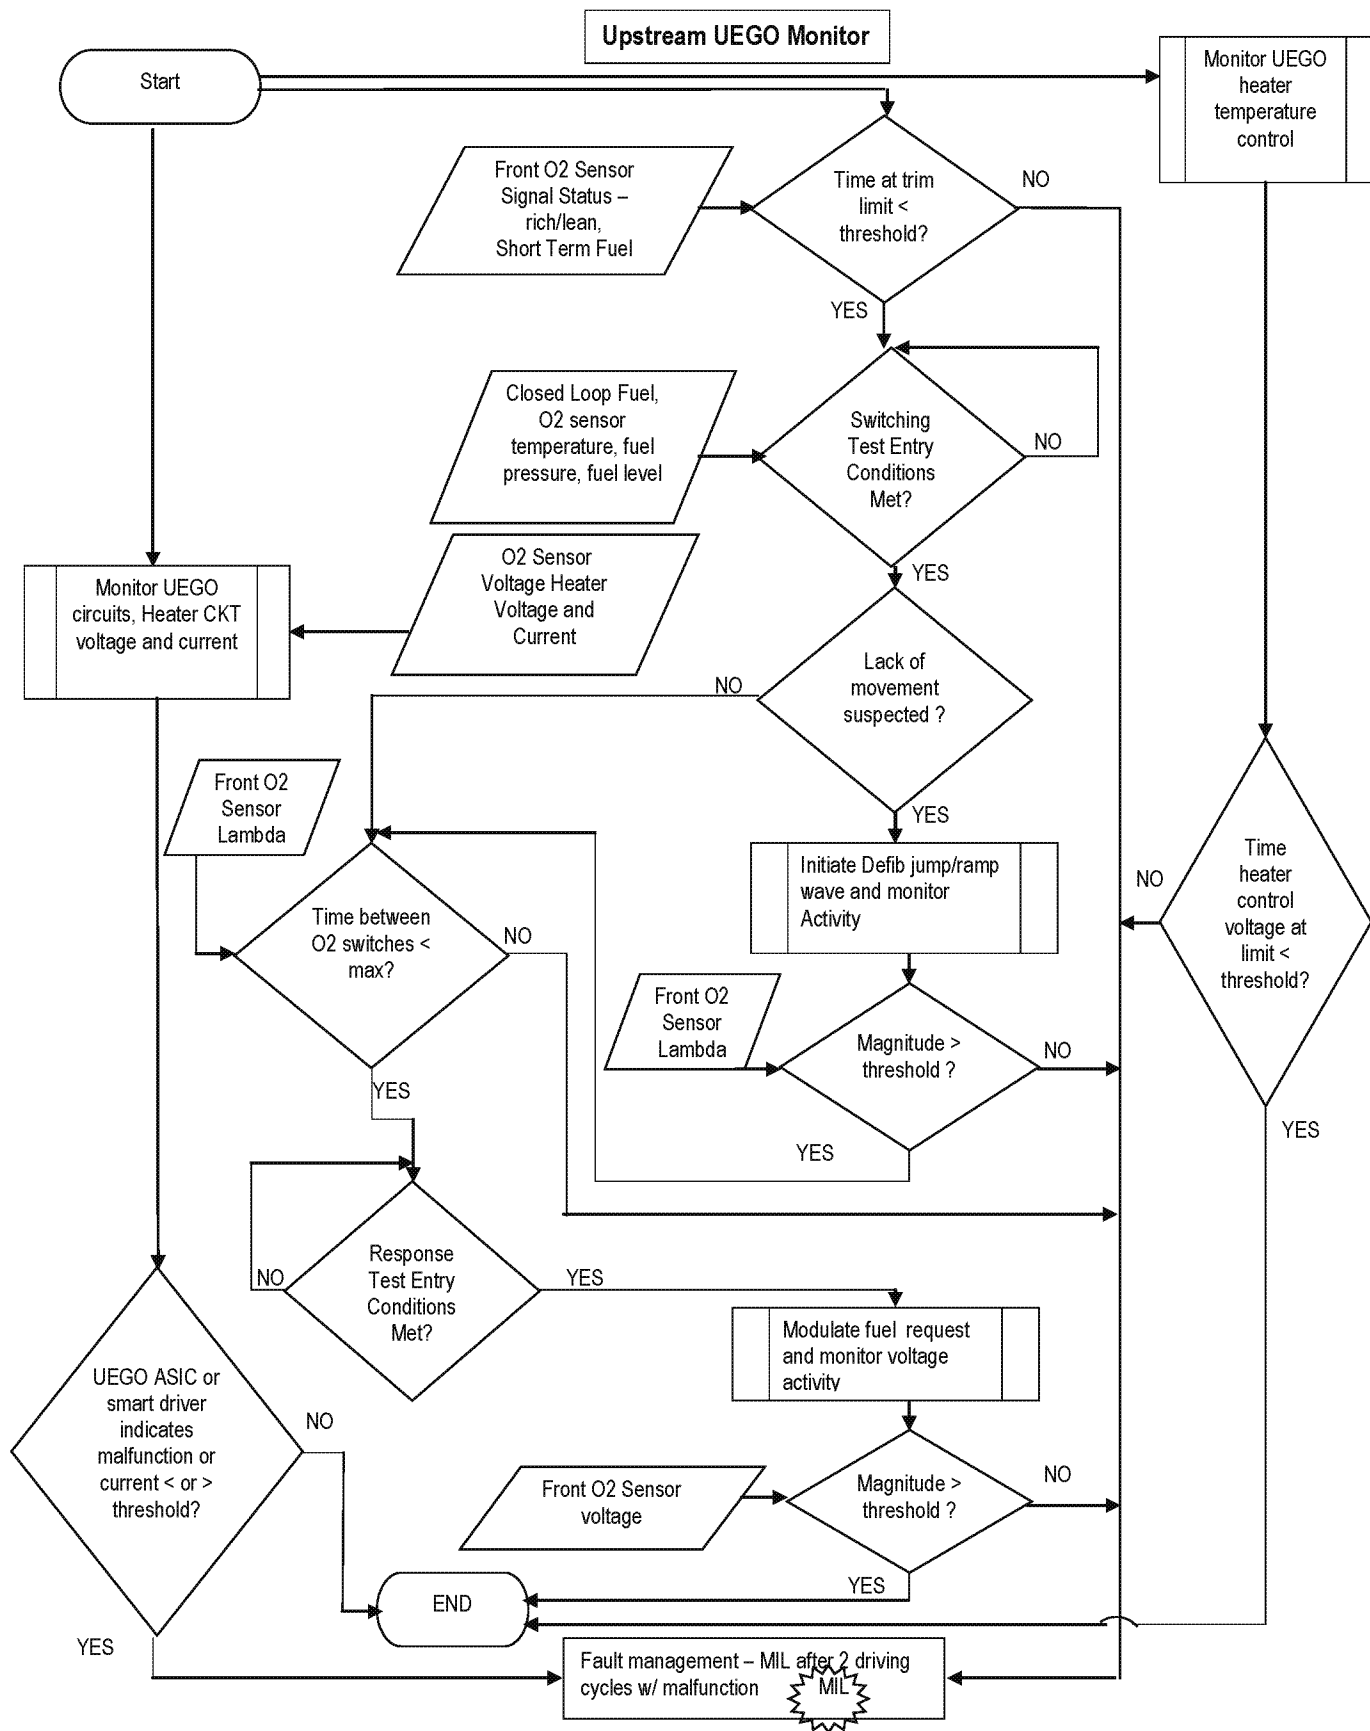 Upstream UEGO Monitor
Start
Monitor UEGO
heater
temperature
control
Front O2 Sensor
Signal Status –
rich/lean,
Short Term Fuel
Time at trim
limit <
threshold?
NO
YES
Closed Loop Fuel,
O2 sensor
temperature, fuel
pressure, fuel level
Switching
Test Entry
Conditions
Met?
NO
YES
O2 Sensor
Voltage Heater
Voltage and
Current
Monitor UEGO
circuits, Heater CKT
voltage and current
Lack of
movement
suspected ?
NO
YES
Front O2
Sensor
Lambda
Initiate Defib jump/ramp
wave and monitor
Activity
Time
heater
control
voltage at
limit <
threshold?
NO
YES
Time between
O2 switches <
max?
NO
YES
Front O2
Sensor
Lambda
Magnitude >
threshold ?
NO
YES
Response
Test Entry
Conditions
Met?
NO
YES
Modulate fuel request
and monitor voltage
activity
UEGO ASIC or
smart driver
indicates
malfunction or
current < or >
threshold?
NO
YES
Front O2 Sensor
voltage
Magnitude >
threshold ?
NO
YES
END
Fault management – MIL after 2 driving
cycles w/ malfunction
MIL